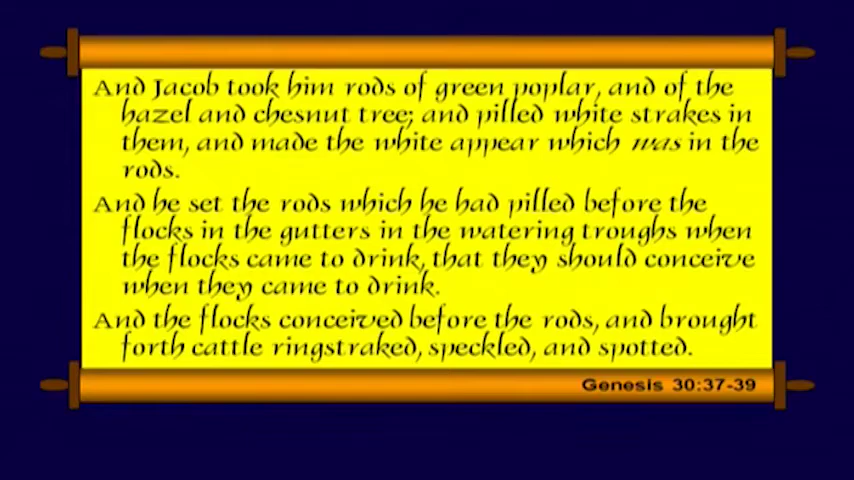 And Jacob took him rods of green poplar, and of the
hazel and chesnut tree; and pilled white strakes in
them, and made the white appear which was in the
rods.
And he set the rods which he had pilled before the
flocks in the gutters in the watering troughs when
the flocks came to drink, that they should conceive
when they came to drink.
And the flocks conceived before the rods, and brought
forth cattle ringstraked, speckled, and spotted.
Genesis 30:37-39